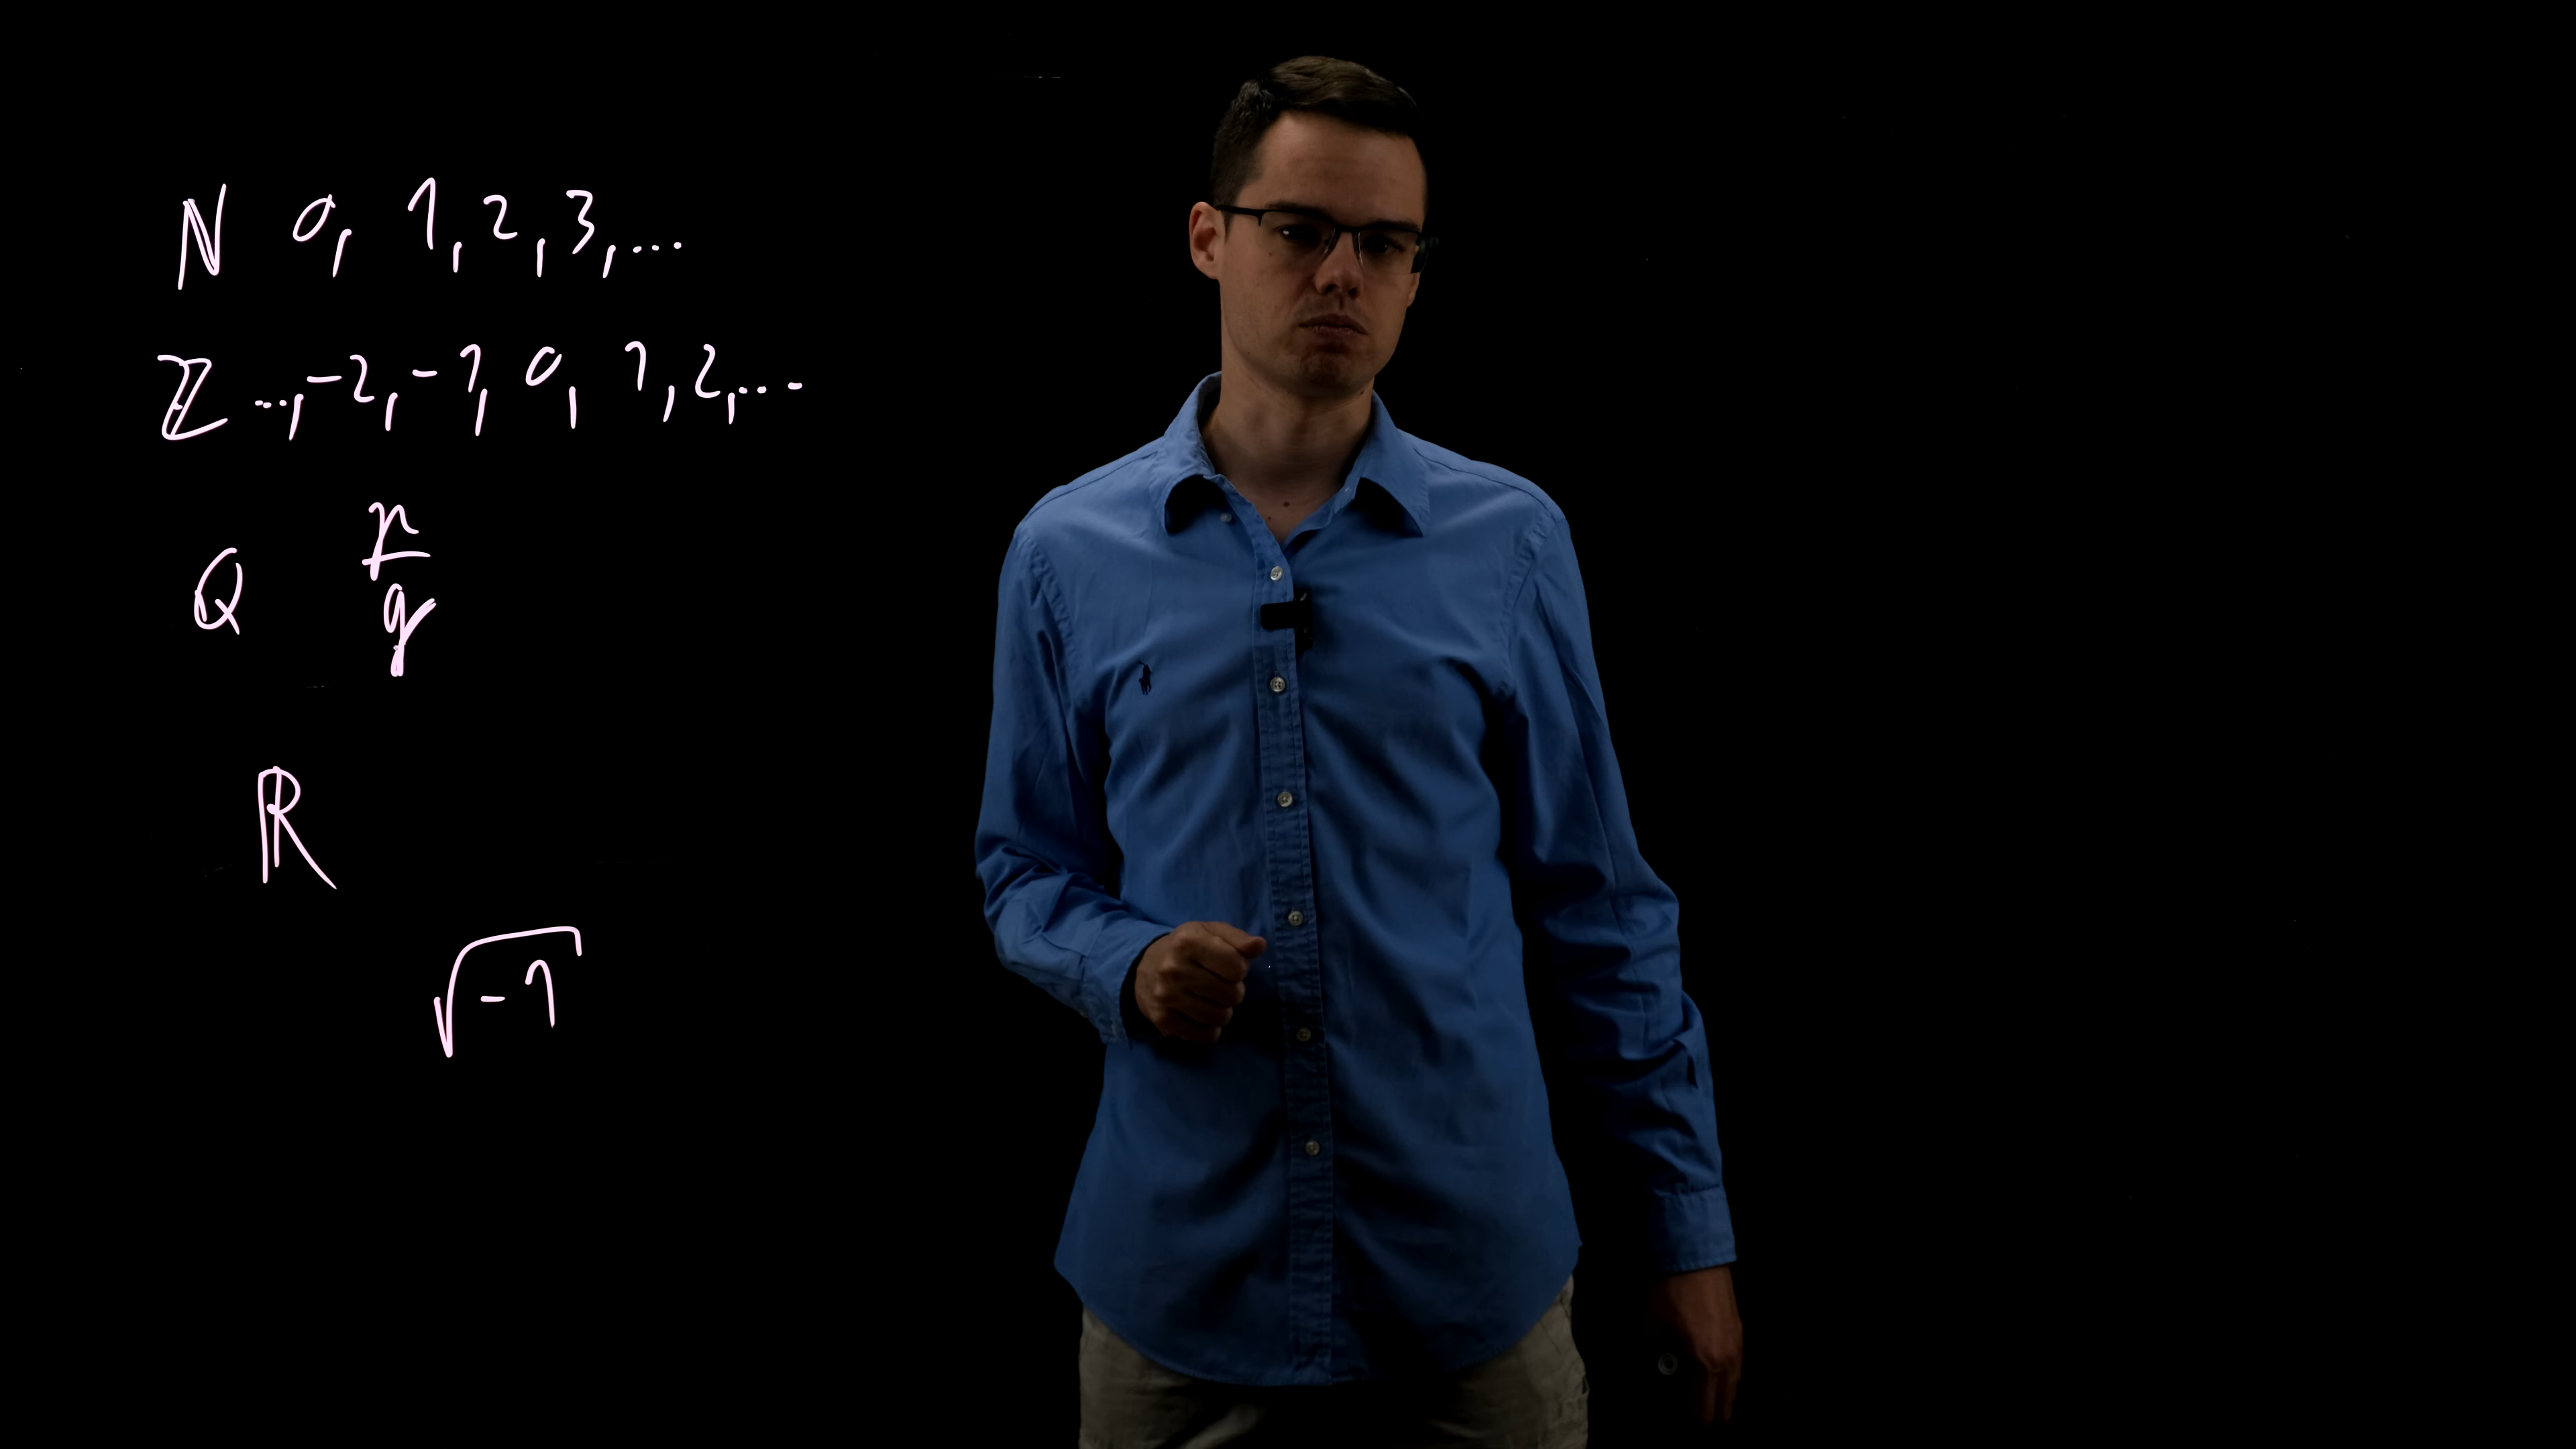 ℕ 0, 1, 2, 3, ...
ℤ ..., -2, -1, 0, 1, 2, ...
Q p/q
ℝ
√-1